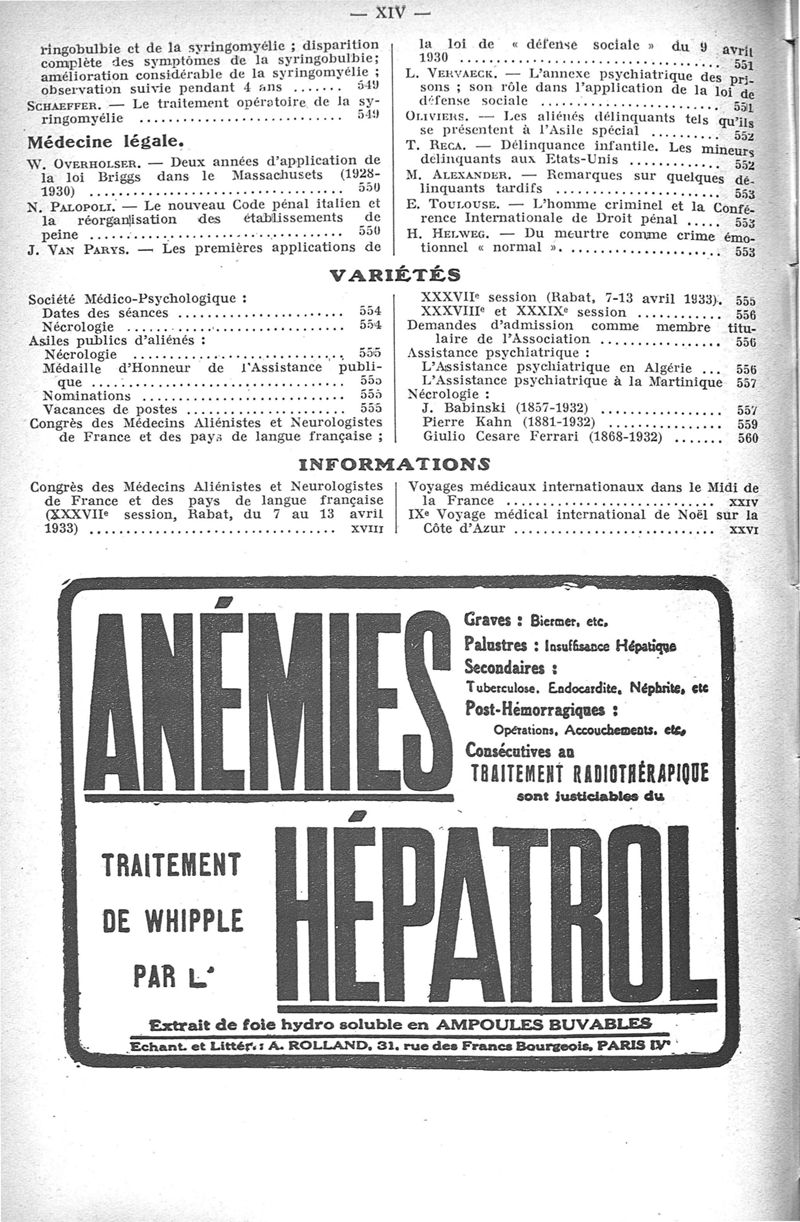 — XIV —
ringobulbie et de la syringomyélie ; disparition
complète des symptômes de la syringobulbie;
amélioration considérable de la syringomyélie ;
observation suivie pendant 4 ans ....... 549
SCHAEFFER. — Le traitement opératoire de la sy-
ringomyélie ........................... 549
Médecine légale.
W. OVERHOLSER. — Deux années d'application de
la loi Briggs dans le Massachusets (1928-
1930) ................................. 550
N. PALOPOLI. — Le nouveau Code pénal italien et
la réorganisation des établissements de
peine ................................. 550
J. VAN PARYS. — Les premières applications de
la loi de « défense sociale » du 9 avril
1930 .................................. 551
L. VERVAECK. — L'annexe psychiatrique des pri-
sons ; son rôle dans l'application de la loi de
défense sociale ....................... 551
OLIVIERS. — Les aliénés délinquants tels qu'ils
se présentent à l'Asile spécial .......... 552
T. RECA. — Délinquance infantile. Les mineurs
delinquants aux Etats-Unis ............. 552
M. ALEXANDER. — Remarques sur quelques dé-
linquants tardifs ...................... 553
E. TOULOUSE. — L'homme criminel et la Confé-
rence Internationale de Droit pénal ..... 553
H. HELWEG. — Du meurtre comme crime émo-
tionnel « normal ». .................... 553
VARIÉTÉS
Société Médico-Psychologique :
Dates des séances ..................... 554
Nécrologie ............................ 554
Asiles publics d'aliénés :
Nécrologie ............................ 555
Médaille d'Honneur de l'Assistance publi-
que ................................... 555
Nominations ........................... 555
Vacances de postes .................... 555
Congrès des Médecins Aliénistes et Neurologistes
de France et des pays de langue française ;
XXXVIIe session (Rabat, 7-13 avril 1933). 555
XXXVIIIe et XXXIXe session ........... 556
Demandes d'admission comme membre titu-
laire de l'Association ................ 556
Assistance psychiatrique :
L'Assistance psychiatrique en Algérie ... 556
L'Assistance psychiatrique à la Martinique 557
Nécrologie :
J. Babinski (1857-1932) ................ 557
Pierre Kahn (1881-1932) ............... 559
Giulio Cesare Ferrari (1868-1932) ....... 560
INFORMATIONS
Congrès des Médecins Aliénistes et Neurologistes
de France et des pays de langue française
(XXXVIIe session, Rabat, du 7 au 13 avril
1933) ................................. XVIII
Voyages médicaux internationaux dans le Midi de
la France ............................. XXIV
IXe Voyage médical international de Noël sur la
Côte d'Azur ........................... XXVI
ANÉMIES
Graves : Biermer, etc.
Palustres : Insuffisance Hépatique
Secondaires :
Tuberculose. Endocardite, Néphrite, etc
Post-Hémorragiques :
Opérations, Accouchements. etc.
Consécutives au
TRAITEMENT RADIOTHÉRAPIQUE
sont justiciables du
TRAITEMENT
DE WHIPPLE
PAR L'
HÉPATROL
Extrait de foie hydro soluble en AMPOULES BUVABLES
Echant. et Littér. : A. ROLLAND, 31, rue des Francs Bourgeois, PARIS IVe